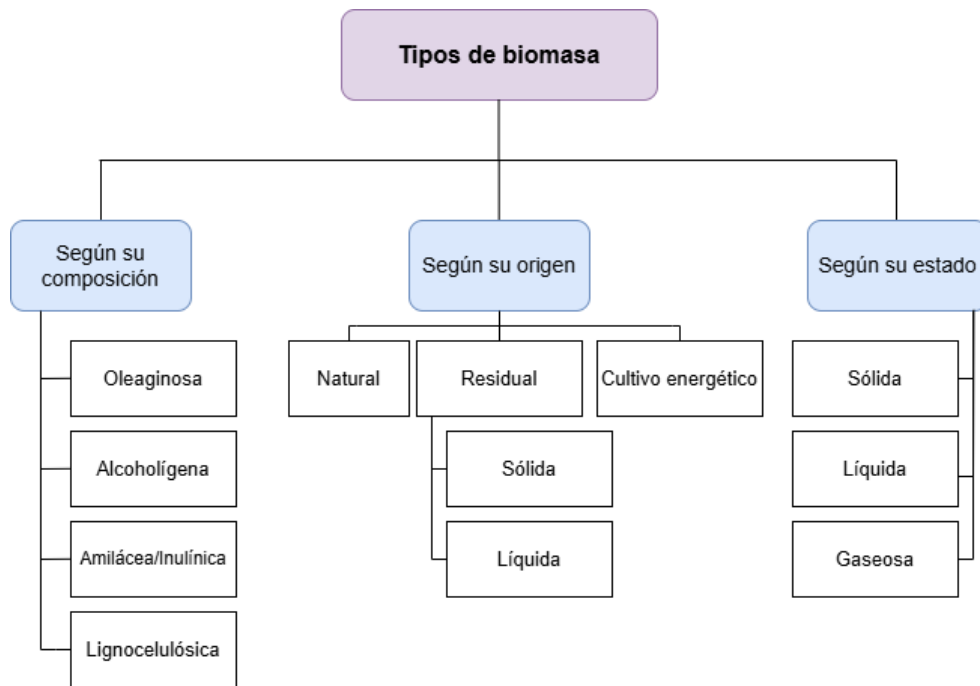 Tipos de biomasa
Según su
composición
Según su origen
Según su estado
Oleaginosa
Alcoholígena
Amilácea/Inulínica
Lignocelulósica
Natural
Residual
Cultivo energético
Sólida
Líquida
Sólida
Líquida
Gaseosa